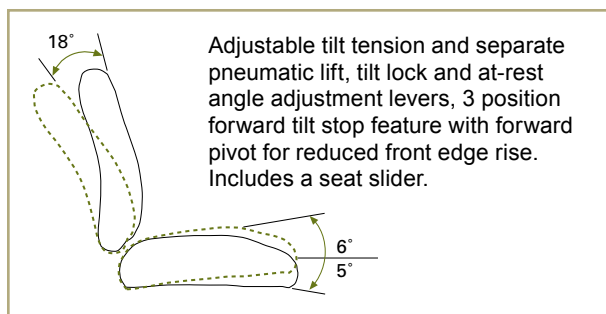 18°
Adjustable tilt tension and separate
pneumatic lift, tilt lock and at-rest
angle adjustment levers, 3 position
forward tilt stop feature with forward
pivot for reduced front edge rise.
Includes a seat slider.
6°
5°